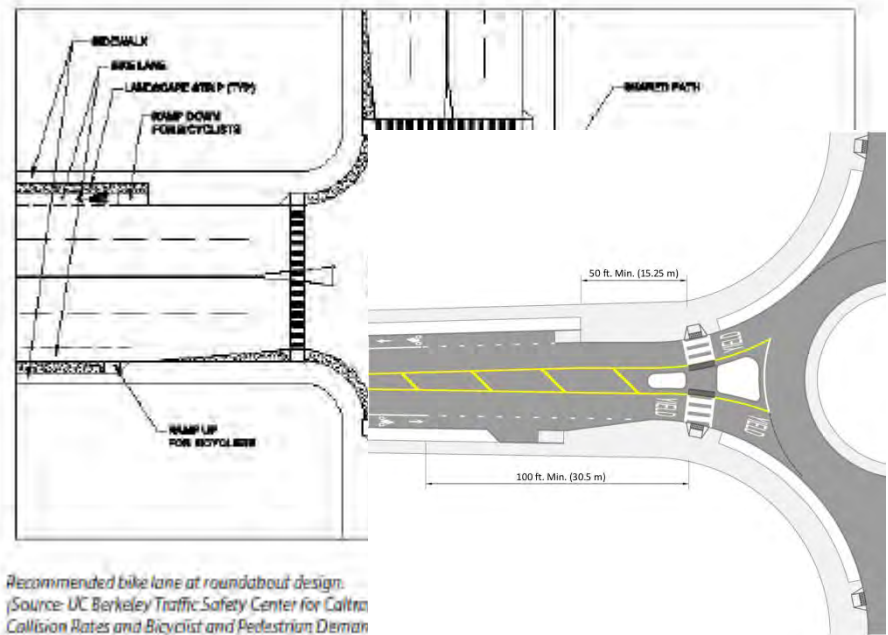 SIDEWALK
BIKE LANE
LANDSCAPE STRIP (TYP)
RAMP DOWN
FOR BICYCLISTS
SHARED PATH
50 ft. Min. (15.25 m)
YIELD
YIELD
YIELD
100 ft. Min. (30.5 m)
RAMP UP
FOR BICYCLISTS
Recommended bike lane at roundabout design.
(Source: UC Berkeley Traffic Safety Center for Caltra
Collision Rates and Bicyclist and Pedestrian Deman